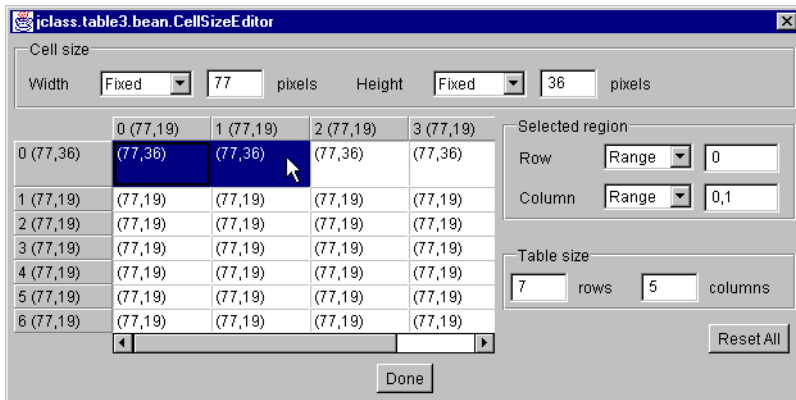 jclass.table3.bean.CellSizeEditor
Cell size
Width Fixed 77 pixels Height Fixed 36 pixels
0 (77,19) 1 (77,19) 2 (77,19) 3 (77,19)
0 (77,36) (77,36) (77,36) (77,36) (77,36)
1 (77,19) (77,19) (77,19) (77,19) (77,19)
2 (77,19) (77,19) (77,19) (77,19) (77,19)
3 (77,19) (77,19) (77,19) (77,19) (77,19)
4 (77,19) (77,19) (77,19) (77,19) (77,19)
5 (77,19) (77,19) (77,19) (77,19) (77,19)
6 (77,19) (77,19) (77,19) (77,19) (77,19)
Selected region
Row Range 0
Column Range 0,1
Table size
7 rows 5 columns
Reset All
Done